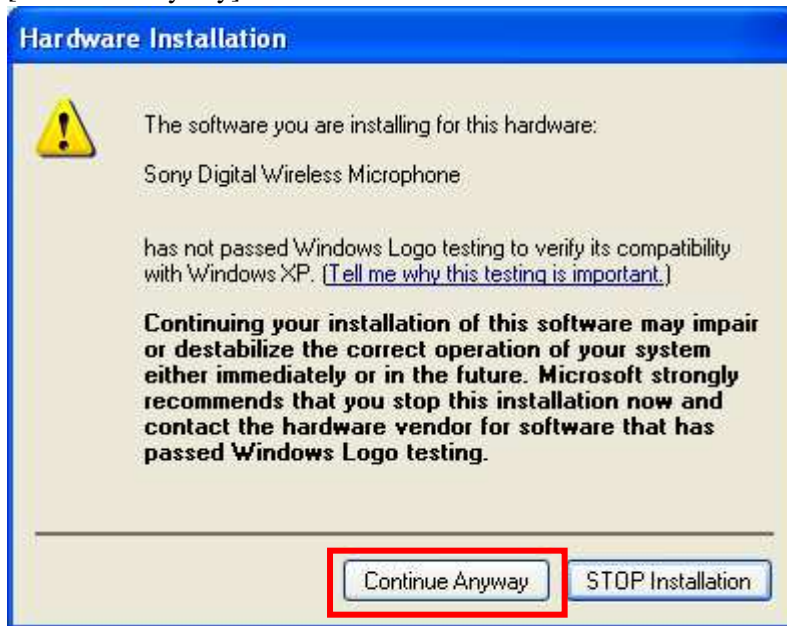 Hardware Installation
The software you are installing for this hardware:
Sony Digital Wireless Microphone
has not passed Windows Logo testing to verify its compatibility
with Windows XP. (Tell me why this testing is important.)
Continuing your installation of this software may impair
or destabilize the correct operation of your system
either immediately or in the future. Microsoft strongly
recommends that you stop this installation now and
contact the hardware vendor for software that has
passed Windows Logo testing.
Continue Anyway STOP Installation